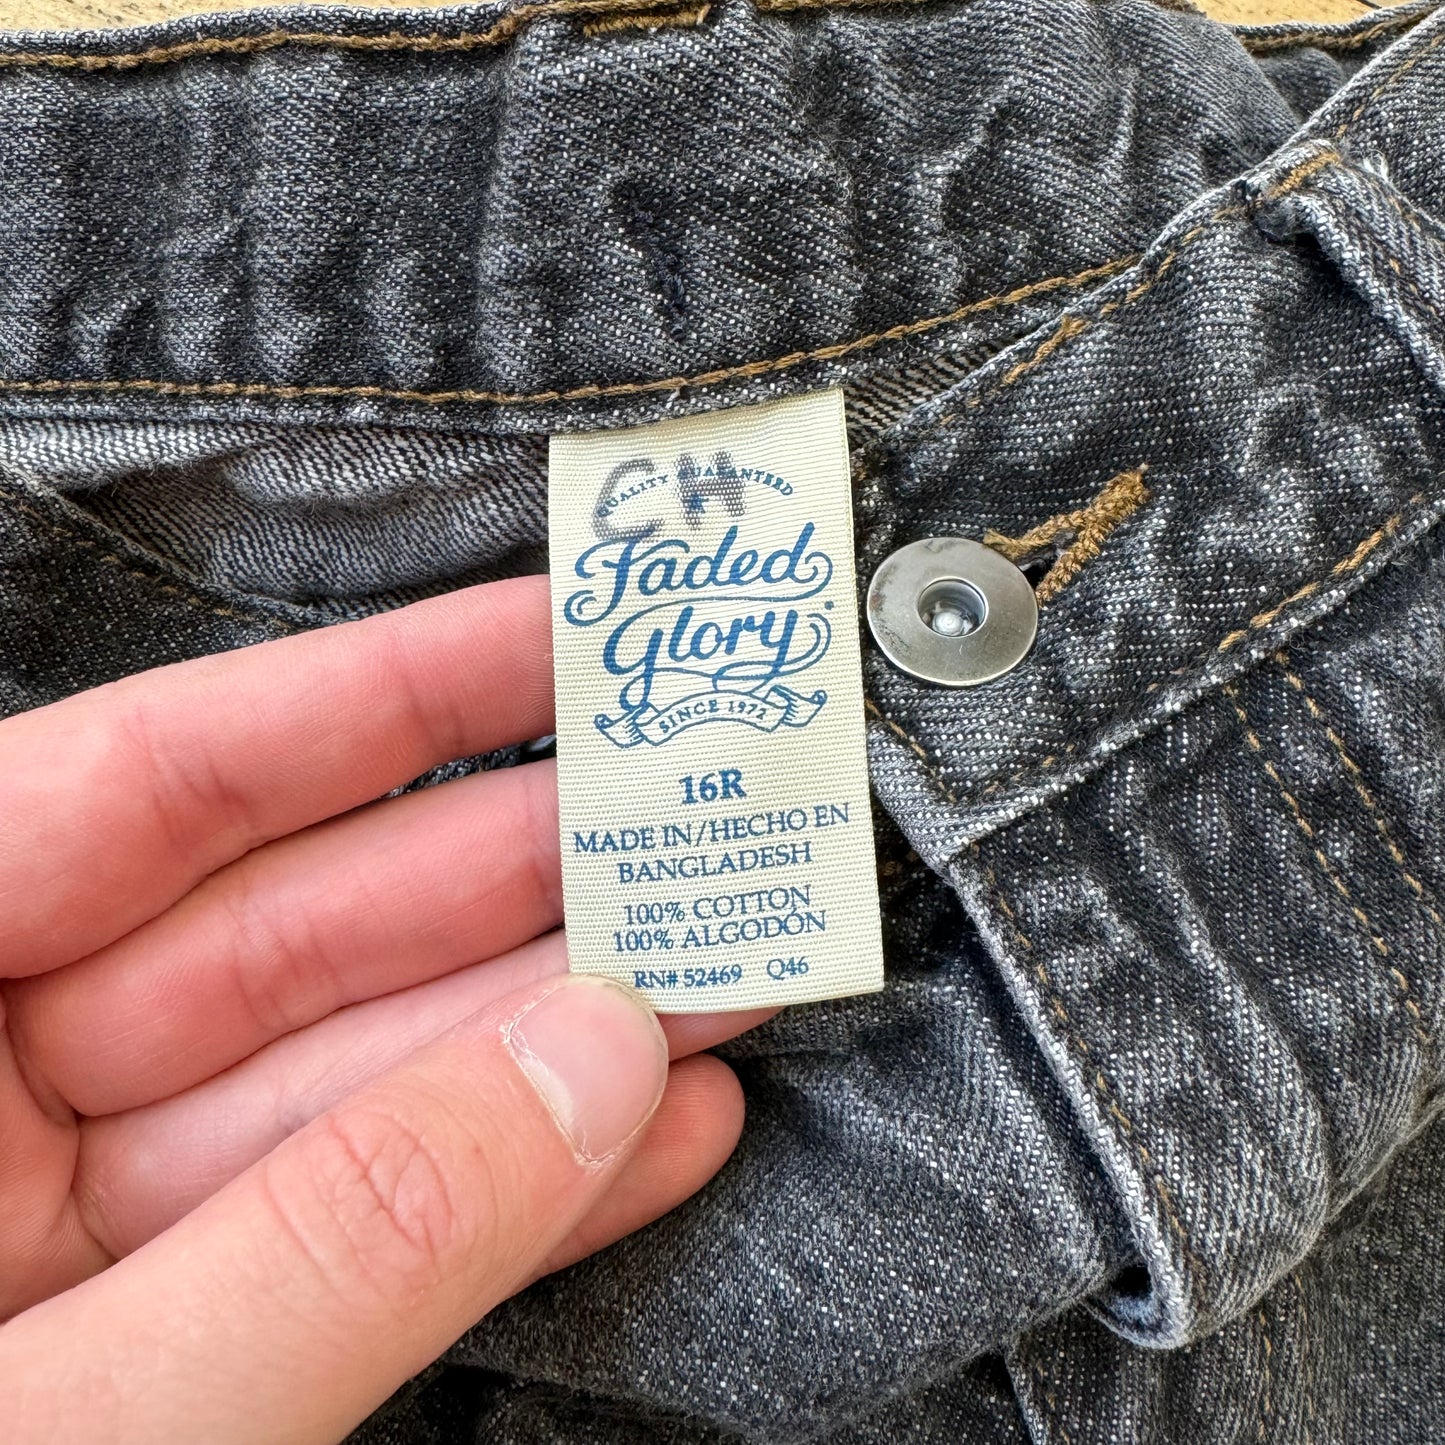 CH
QUALITY GUARANTEED
Faded
Glory
SINCE 1972
16R
MADE IN/HECHO EN
BANGLADESH
100% COTTON
100% ALGODÓN
RN# 52469 Q46